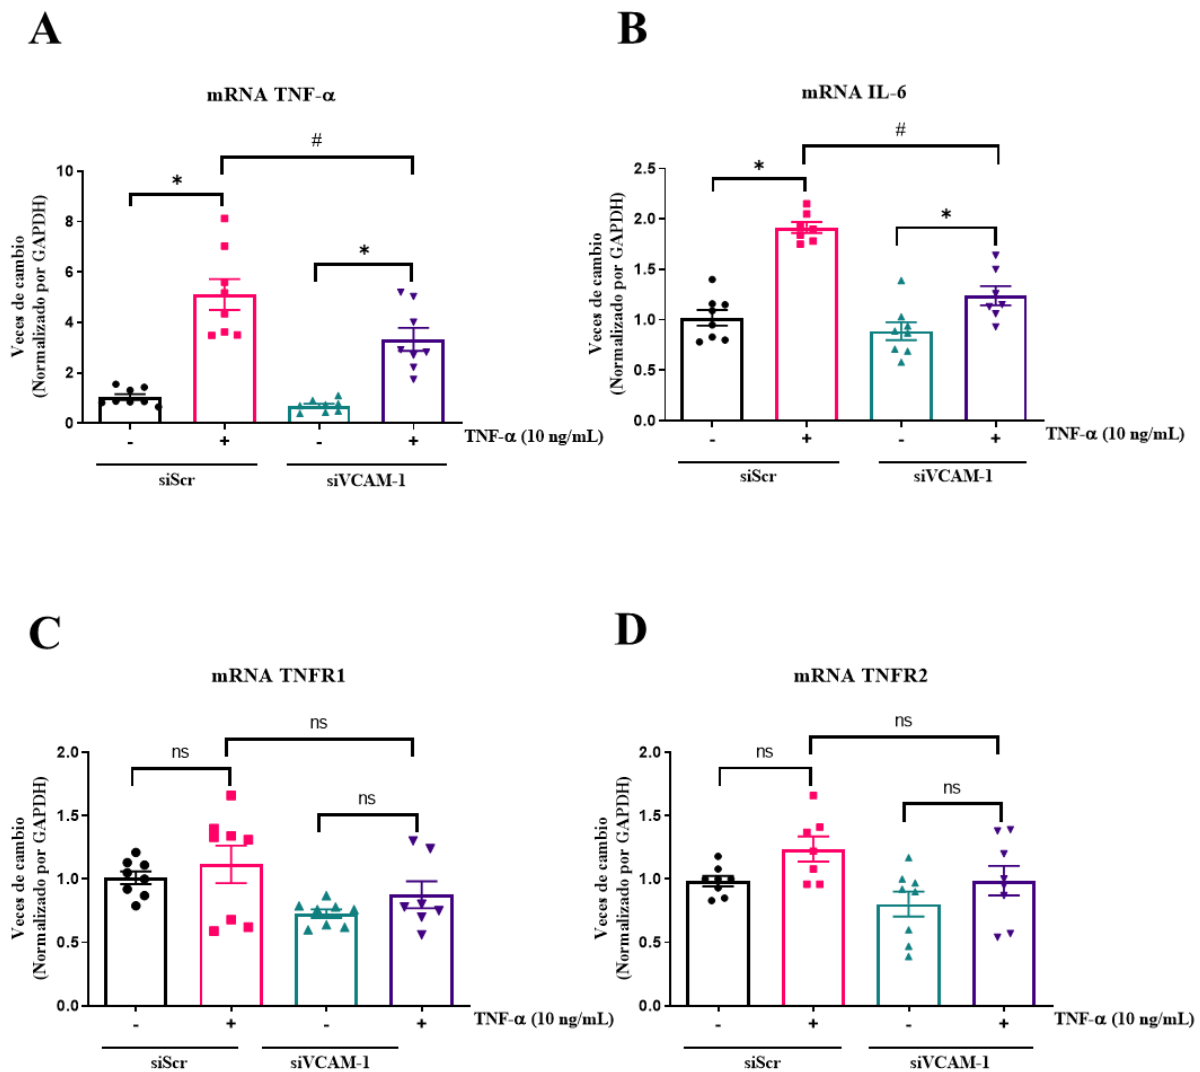 A
mRNA TNF-α
#
*
*
Veces de cambio
(Normalizado por GAPDH)
10
8
6
4
2
0
- + - +
TNF-α (10 ng/mL)
siScr siVCAM-1
B
mRNA IL-6
#
*
*
Veces de cambio
(Normalizado por GAPDH)
2.5
2.0
1.5
1.0
0.5
0.0
- + - +
TNF-α (10 ng/mL)
siScr siVCAM-1
C
mRNA TNFR1
ns
ns
ns
Veces de cambio
(Normalizado por GAPDH)
2.0
1.5
1.0
0.5
0.0
- + - +
TNF-α (10 ng/mL)
siScr siVCAM-1
D
mRNA TNFR2
ns
ns
ns
Veces de cambio
(Normalizado por GAPDH)
2.0
1.5
1.0
0.5
0.0
- + - +
TNF-α (10 ng/mL)
siScr siVCAM-1